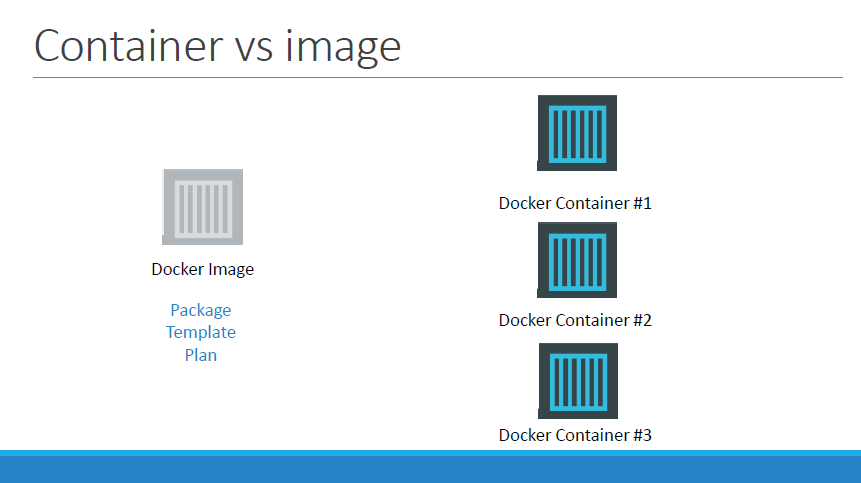 Container vs image
Docker Image
Package
Template
Plan
Docker Container #1
Docker Container #2
Docker Container #3